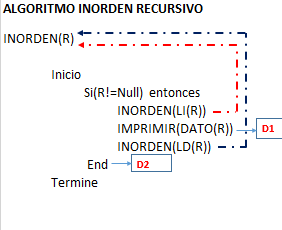 ALGORITMO INORDEN RECURSIVO
INORDEN(R)
Inicio
Si(R!=Null) entonces
INORDEN(LI(R))
IMPRIMIR(DATO(R)) D1
INORDEN(LD(R))
End D2
Termine